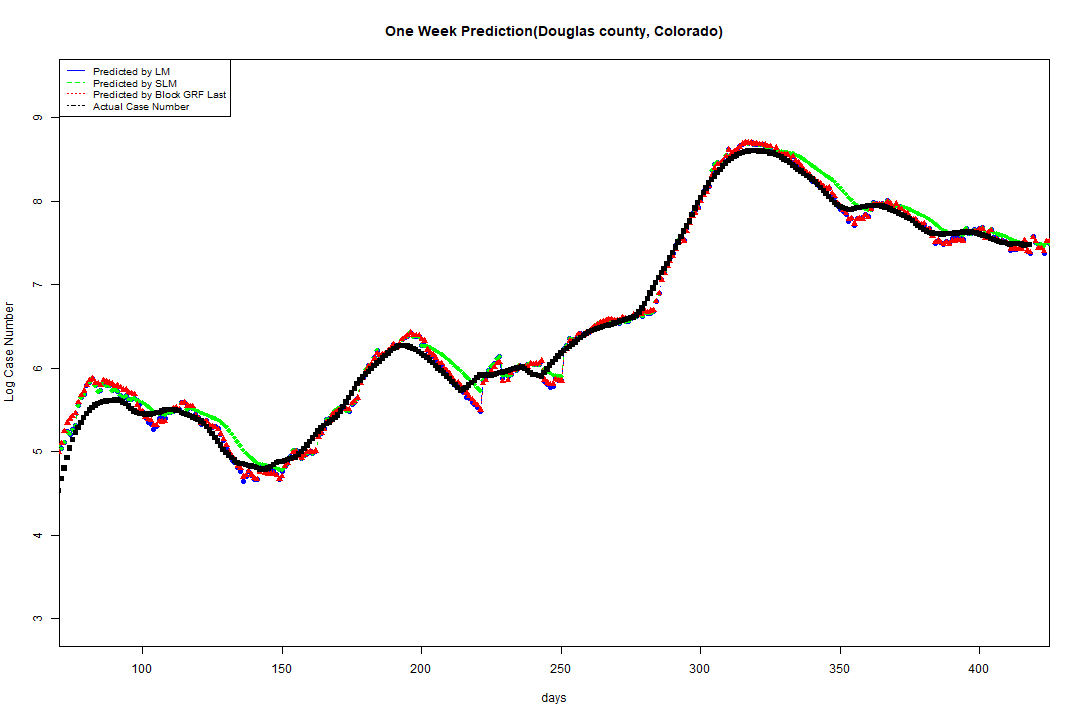 One Week Prediction(Douglas county, Colorado)
Predicted by LM
Predicted by SLM
Predicted by Block GRF Last
Actual Case Number
Log Case Number
9
8
7
6
5
4
3
100 150 200 250 300 350 400
days